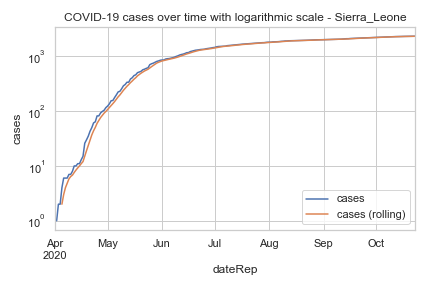 COVID-19 cases over time with logarithmic scale - Sierra_Leone
cases
10³
10²
10¹
10⁰
Apr
2020
May
Jun
Jul
Aug
Sep
Oct
dateRep
cases
cases (rolling)